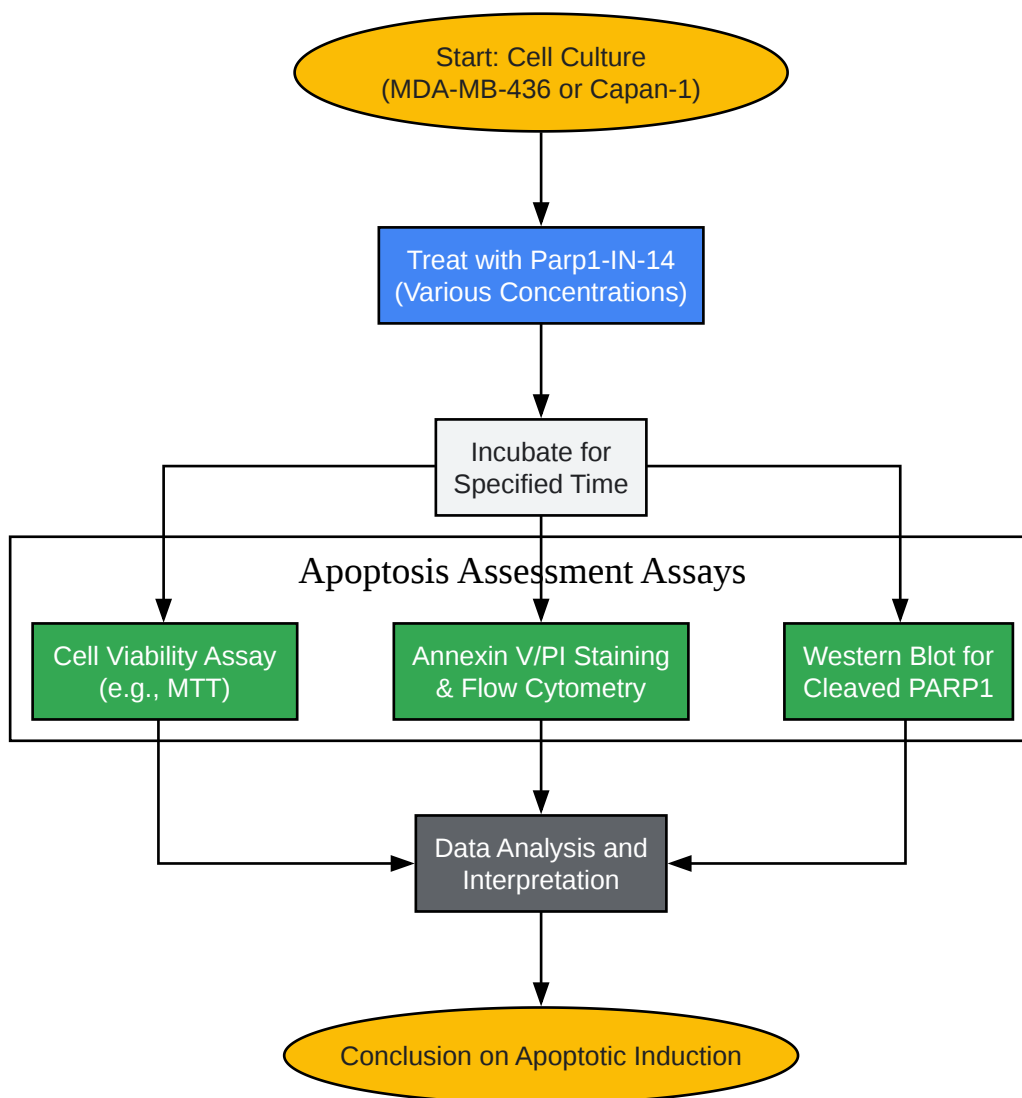 Start: Cell Culture
(MDA-MB-436 or Capan-1)
Treat with Parp1-IN-14
(Various Concentrations)
Incubate for
Specified Time
Apoptosis Assessment Assays
Cell Viability Assay
(e.g., MTT)
Annexin V/PI Staining
& Flow Cytometry
Western Blot for
Cleaved PARP1
Data Analysis and
Interpretation
Conclusion on Apoptotic Induction